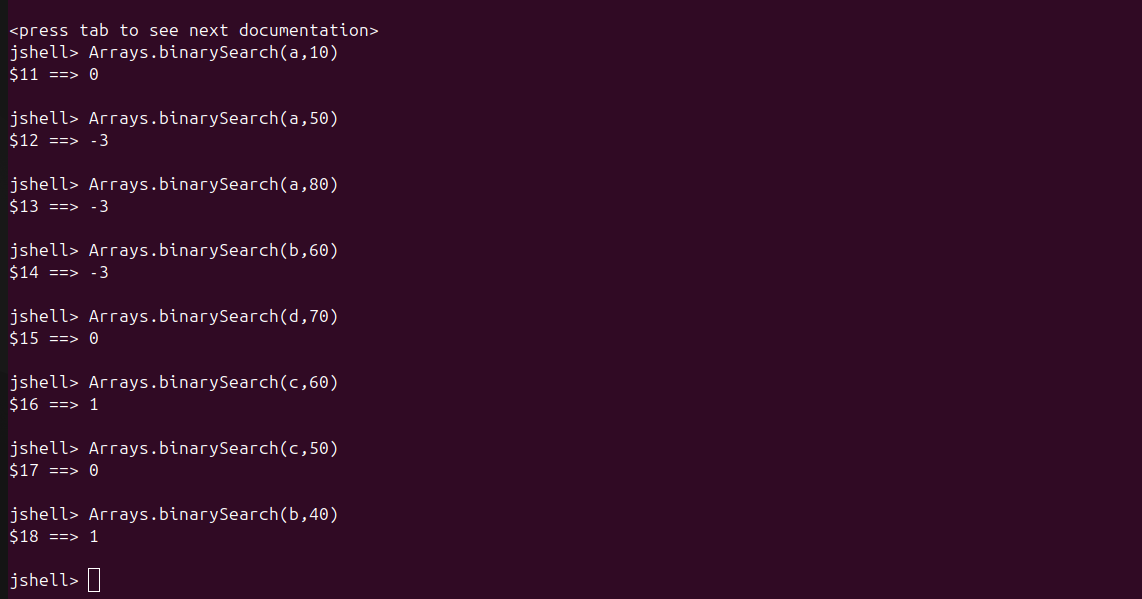 <press tab to see next documentation>
jshell> Arrays.binarySearch(a,10)
$11 ==> 0
jshell> Arrays.binarySearch(a,50)
$12 ==> -3
jshell> Arrays.binarySearch(a,80)
$13 ==> -3
jshell> Arrays.binarySearch(b,60)
$14 ==> -3
jshell> Arrays.binarySearch(d,70)
$15 ==> 0
jshell> Arrays.binarySearch(c,60)
$16 ==> 1
jshell> Arrays.binarySearch(c,50)
$17 ==> 0
jshell> Arrays.binarySearch(b,40)
$18 ==> 1
jshell>